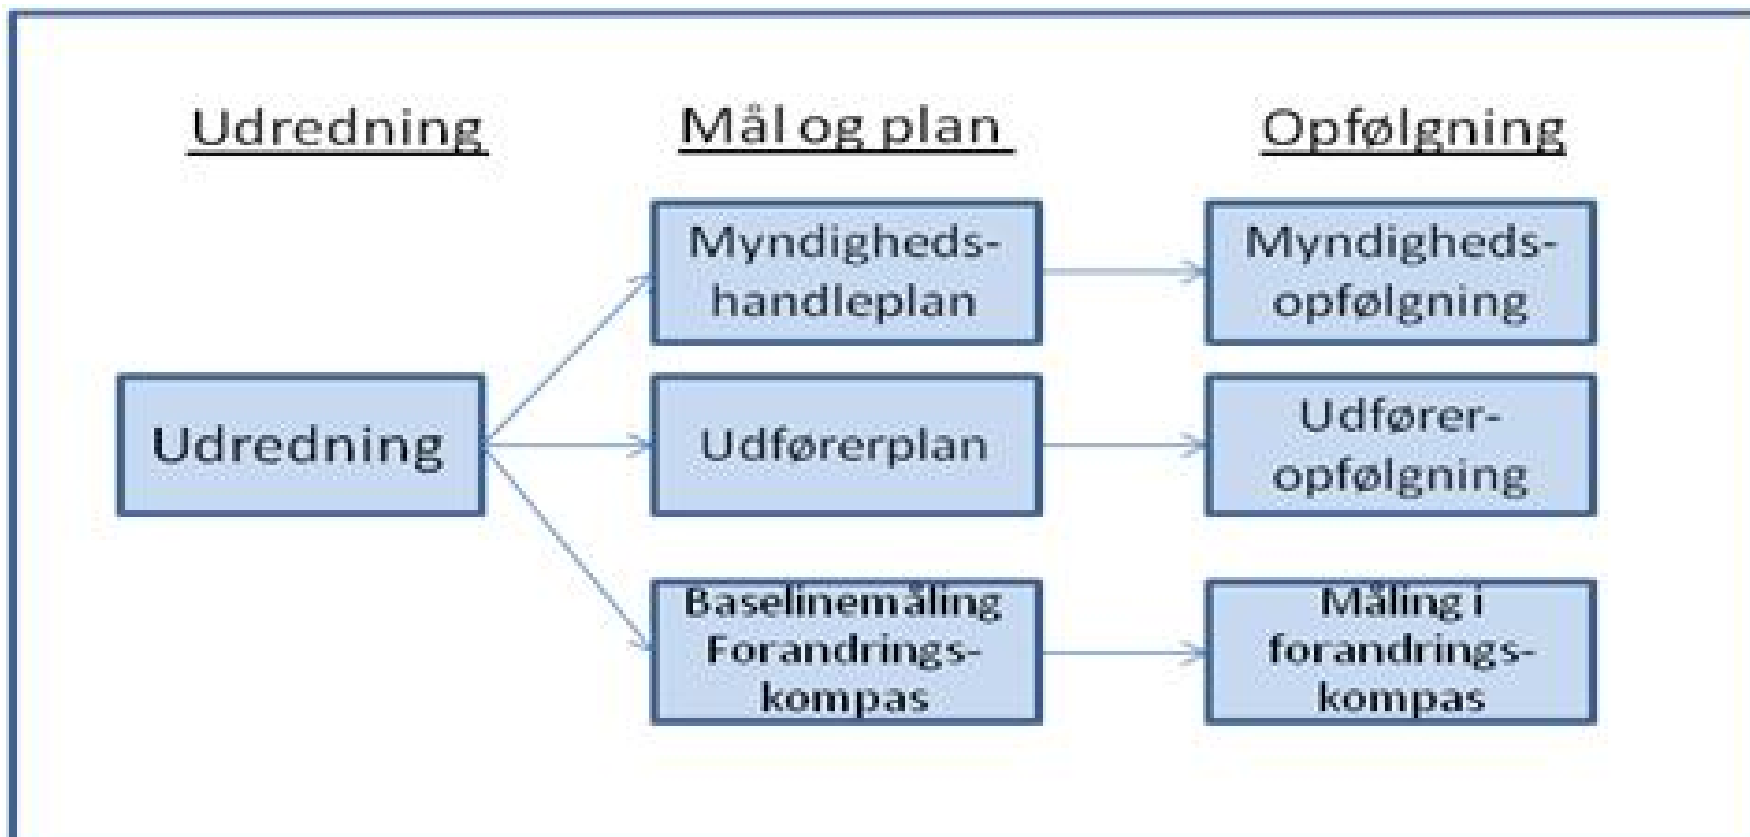 Udredning
Mål og plan
Opfølgning
Myndigheds-
handleplan
Myndigheds-
opfølgning
Udredning
Udførerplan
Udfører-
opfølgning
Baselinemåling
Forandrings-
kompas
Måling i
forandrings-
kompas